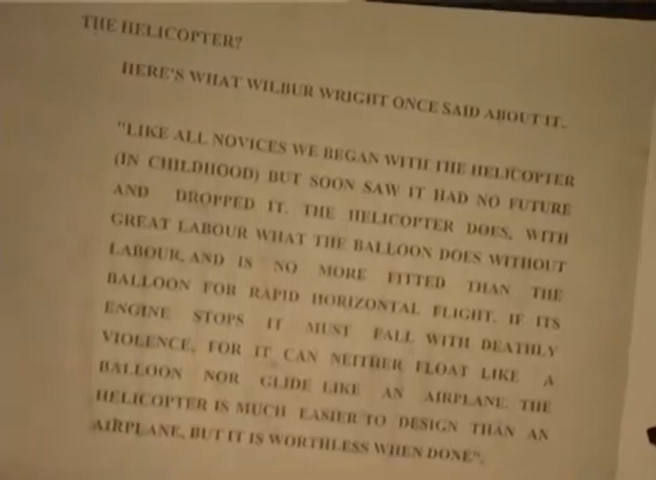 THE HELICOPTER?
HERE'S WHAT WILBUR WRIGHT ONCE SAID ABOUT IT.
"LIKE ALL NOVICES WE BEGAN WITH THE HELICOPTER
(IN CHILDHOOD) BUT SOON SAW IT HAD NO FUTURE
AND DROPPED IT. THE HELICOPTER DOES, WITH
GREAT LABOUR WHAT THE BALLOON DOES WITHOUT
LABOUR, AND IS NO MORE FITTED THAN THE
BALLOON FOR RAPID HORIZONTAL FLIGHT. IF ITS
ENGINE STOPS IT MUST FALL WITH DEATHLY
VIOLENCE, FOR IT CAN NEITHER FLOAT LIKE A
BALLOON NOR GLIDE LIKE AN AIRPLANE. THE
HELICOPTER IS MUCH EASIER TO DESIGN THAN AN
AIRPLANE, BUT IT IS WORTHLESS WHEN DONE".